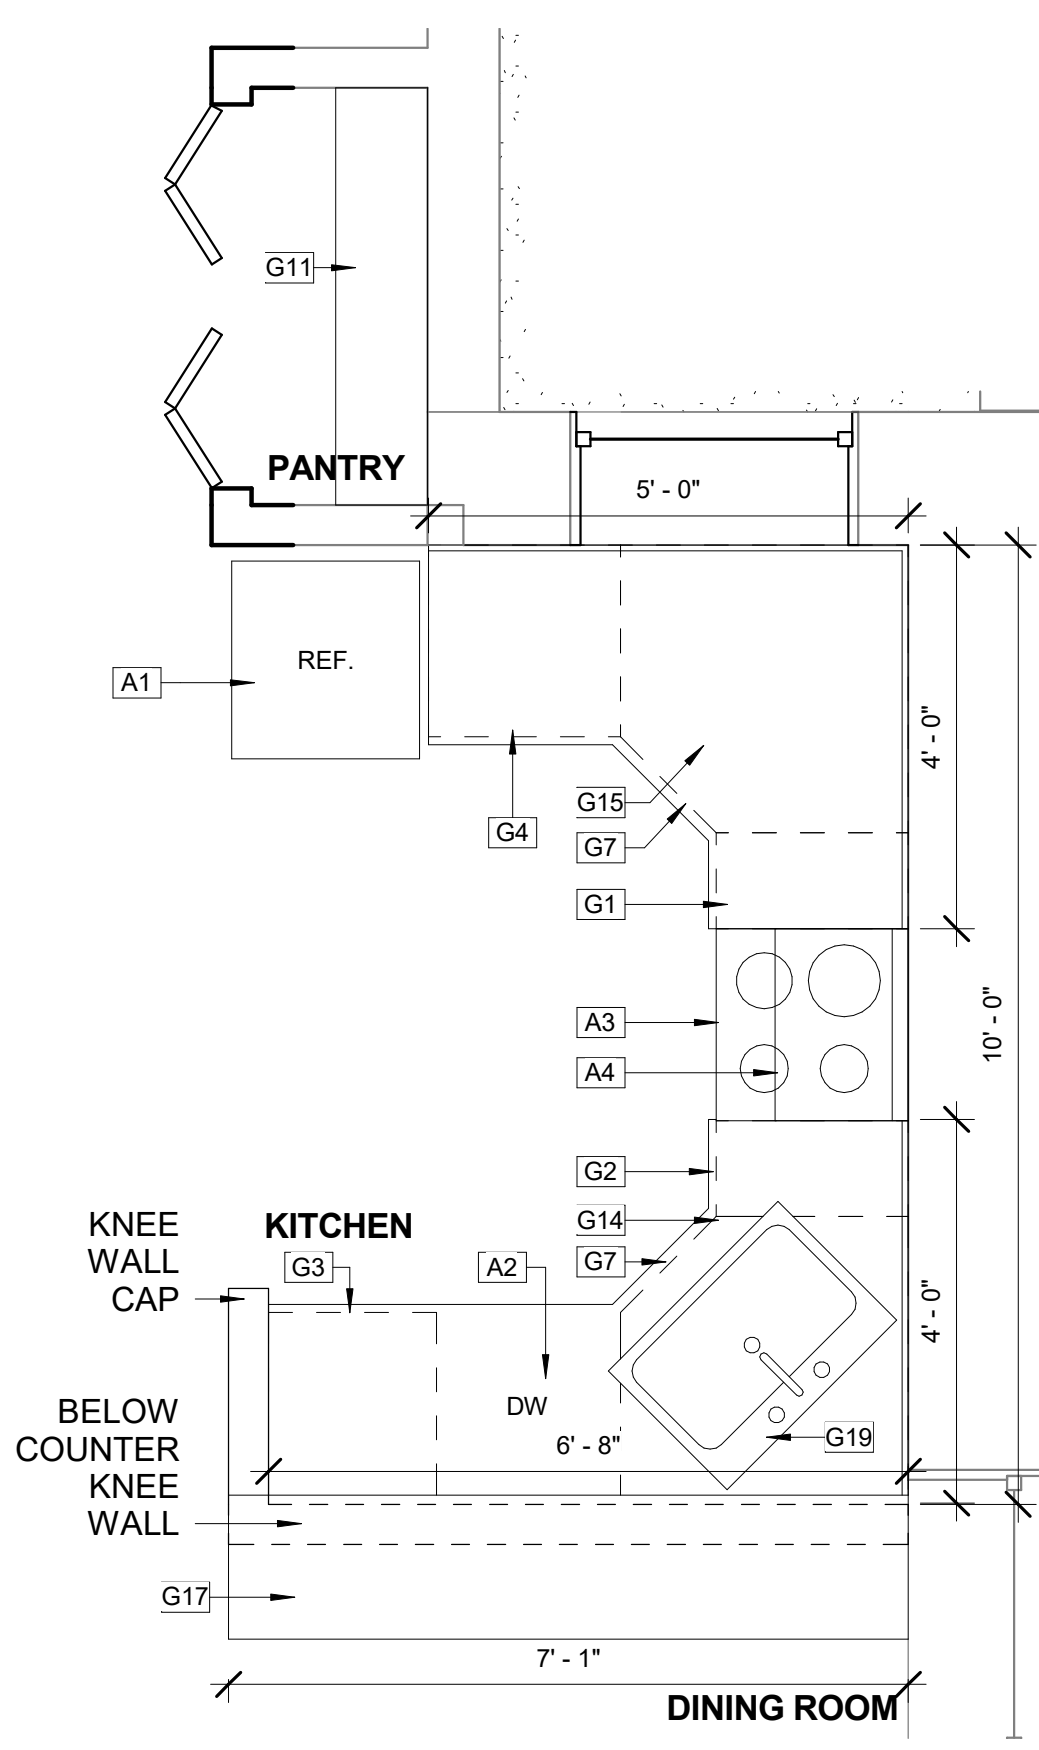 G11
PANTRY
5' - 0"
REF.
A1
4' - 0"
G15
G4
G7
G1
10' - 0"
A3
A4
G2
KNEE
WALL
CAP
KITCHEN
G14
G7
G3
A2
4' - 0"
BELOW
COUNTER
KNEE
WALL
DW
6' - 8"
G19
G17
7' - 1"
DINING ROOM